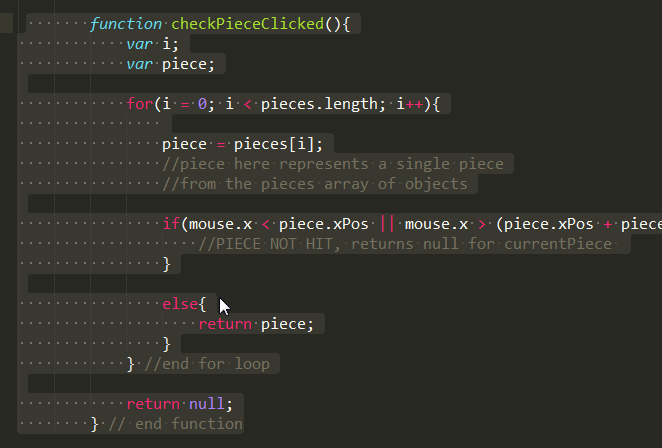 function checkPieceClicked(){
var i;
var piece;
for(i = 0; i < pieces.length; i++){
piece = pieces[i];
//piece here represents a single piece
//from the pieces array of objects
if(mouse.x < piece.xPos || mouse.x > (piece.xPos + piece
//PIECE NOT HIT, returns null for currentPiece
}
else{
return piece;
}
} //end for loop
return null;
} // end function